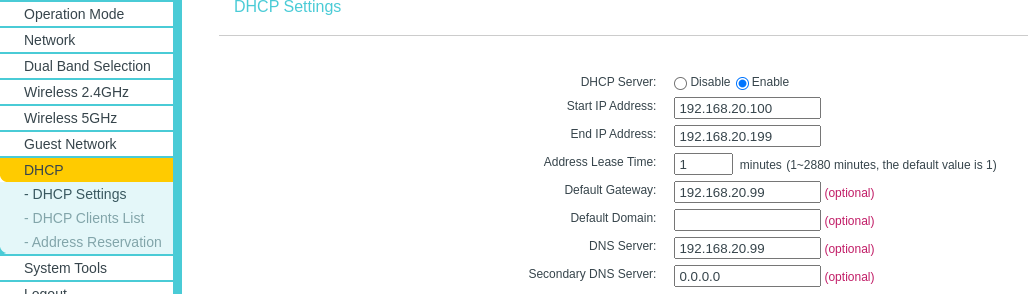 DHCP Settings
Operation Mode
Network
Dual Band Selection
Wireless 2.4GHz
Wireless 5GHz
Guest Network
DHCP
- DHCP Settings
- DHCP Clients List
- Address Reservation
System Tools
Logout
DHCP Server: Disable Enable
Start IP Address: 192.168.20.100
End IP Address: 192.168.20.199
Address Lease Time: 1 minutes (1~2880 minutes, the default value is 1)
Default Gateway: 192.168.20.99 (optional)
Default Domain: (optional)
DNS Server: 192.168.20.99 (optional)
Secondary DNS Server: 0.0.0.0 (optional)